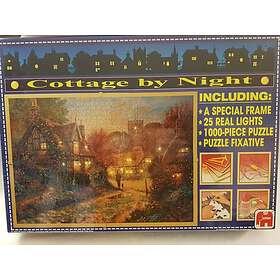 Cottage by Night
INCLUDING:
★ A SPECIAL FRAME
★ 25 REAL LIGHTS
★ 1000-PIECE PUZZLE
★ PUZZLE FIXATIVE